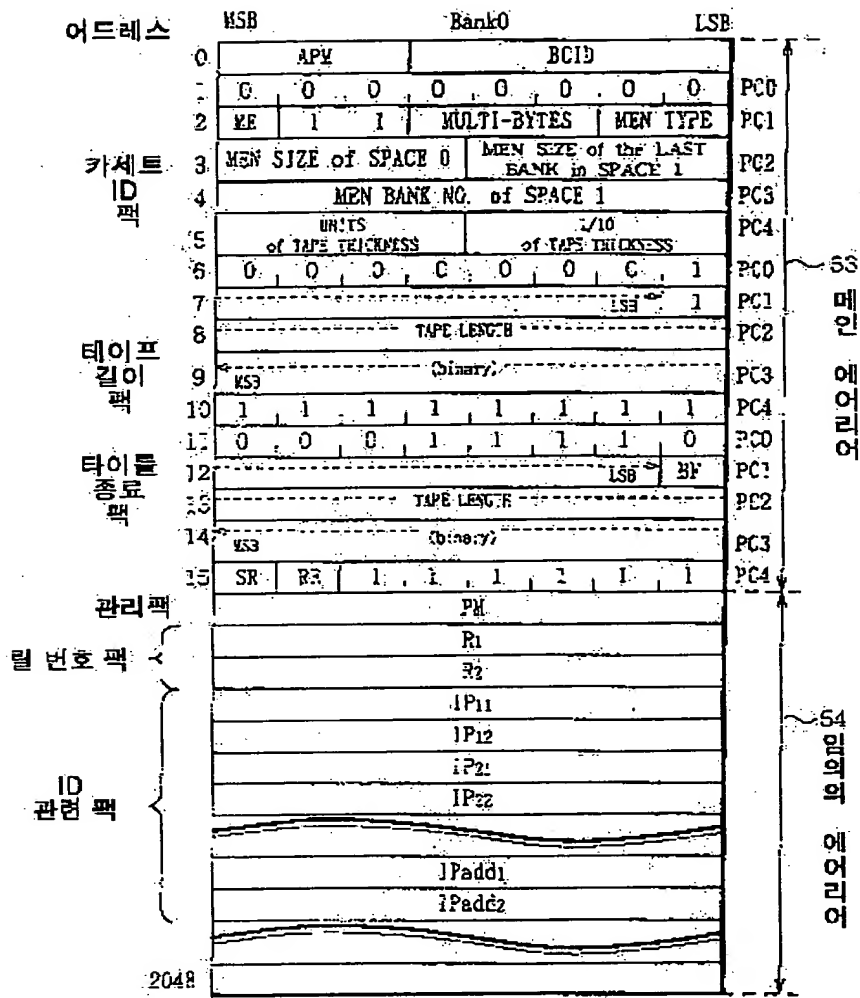 어드레스 MSB Bank0 LSB
0 APM BCID
1 0 0 0 0 0 0 0 0 PC0
2 ME 1 1 MULTI-BYTES MEN TYPE PC1
카세트 ID 팩
3 MEN SIZE of SPACE 0 MEN SIZE of the LAST BANK in SPACE 1 PC2
4 MEN BANK NO. of SPACE 1 PC3
5 UNITS of TAPE THICKNESS 1/10 of TAPE THICKNESS PC4
6 0 0 0 0 0 0 0 1 PC0
7 LSB 1 PC1
테이프 길이 팩
8 TAPE LENGTH PC2
9 MSB (binary) PC3
10 1 1 1 1 1 1 1 1 PC4
11 0 0 0 1 1 1 1 0 PC0
타이틀 종료 팩
12 LSB BF PC1
13 TAPE LENGTH PC2
14 MSB (binary) PC3
15 SR RE 1 1 1 1 1 1 PC4
53 메인 에어리어
관리팩 PM
릴 번호 팩 R1
R2
IP11
IP12
IP21
IP22
ID 관련 팩
IPadd1
IPadd2
2048
54 임의의 에어리어